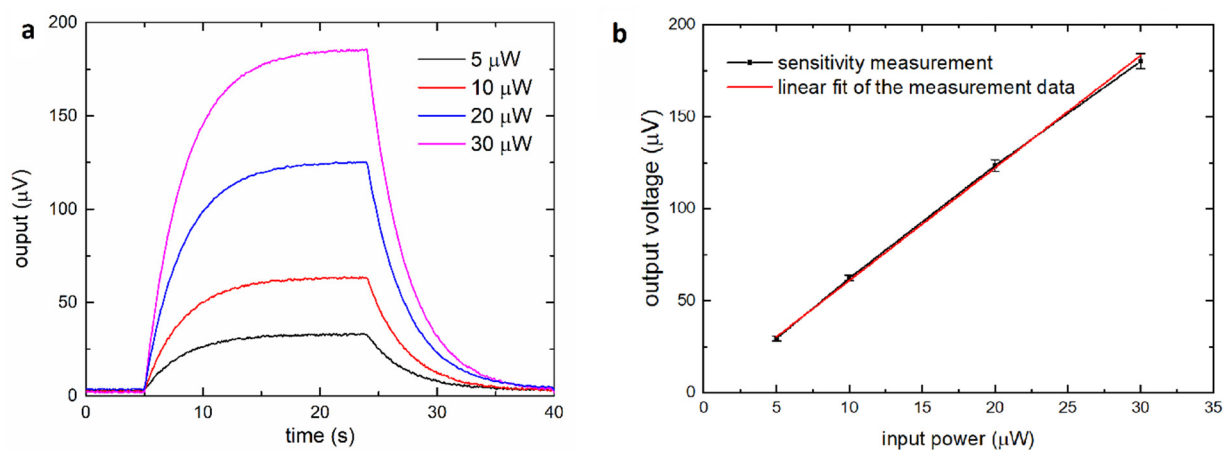 a
200
150
100
50
0
ouput (μV)
5 μW
10 μW
20 μW
30 μW
0 10 20 30 40
time (s)
b
200
150
100
50
0
output voltage (μV)
sensitivity measurement
linear fit of the measurement data
0 5 10 15 20 25 30 35
input power (μW)